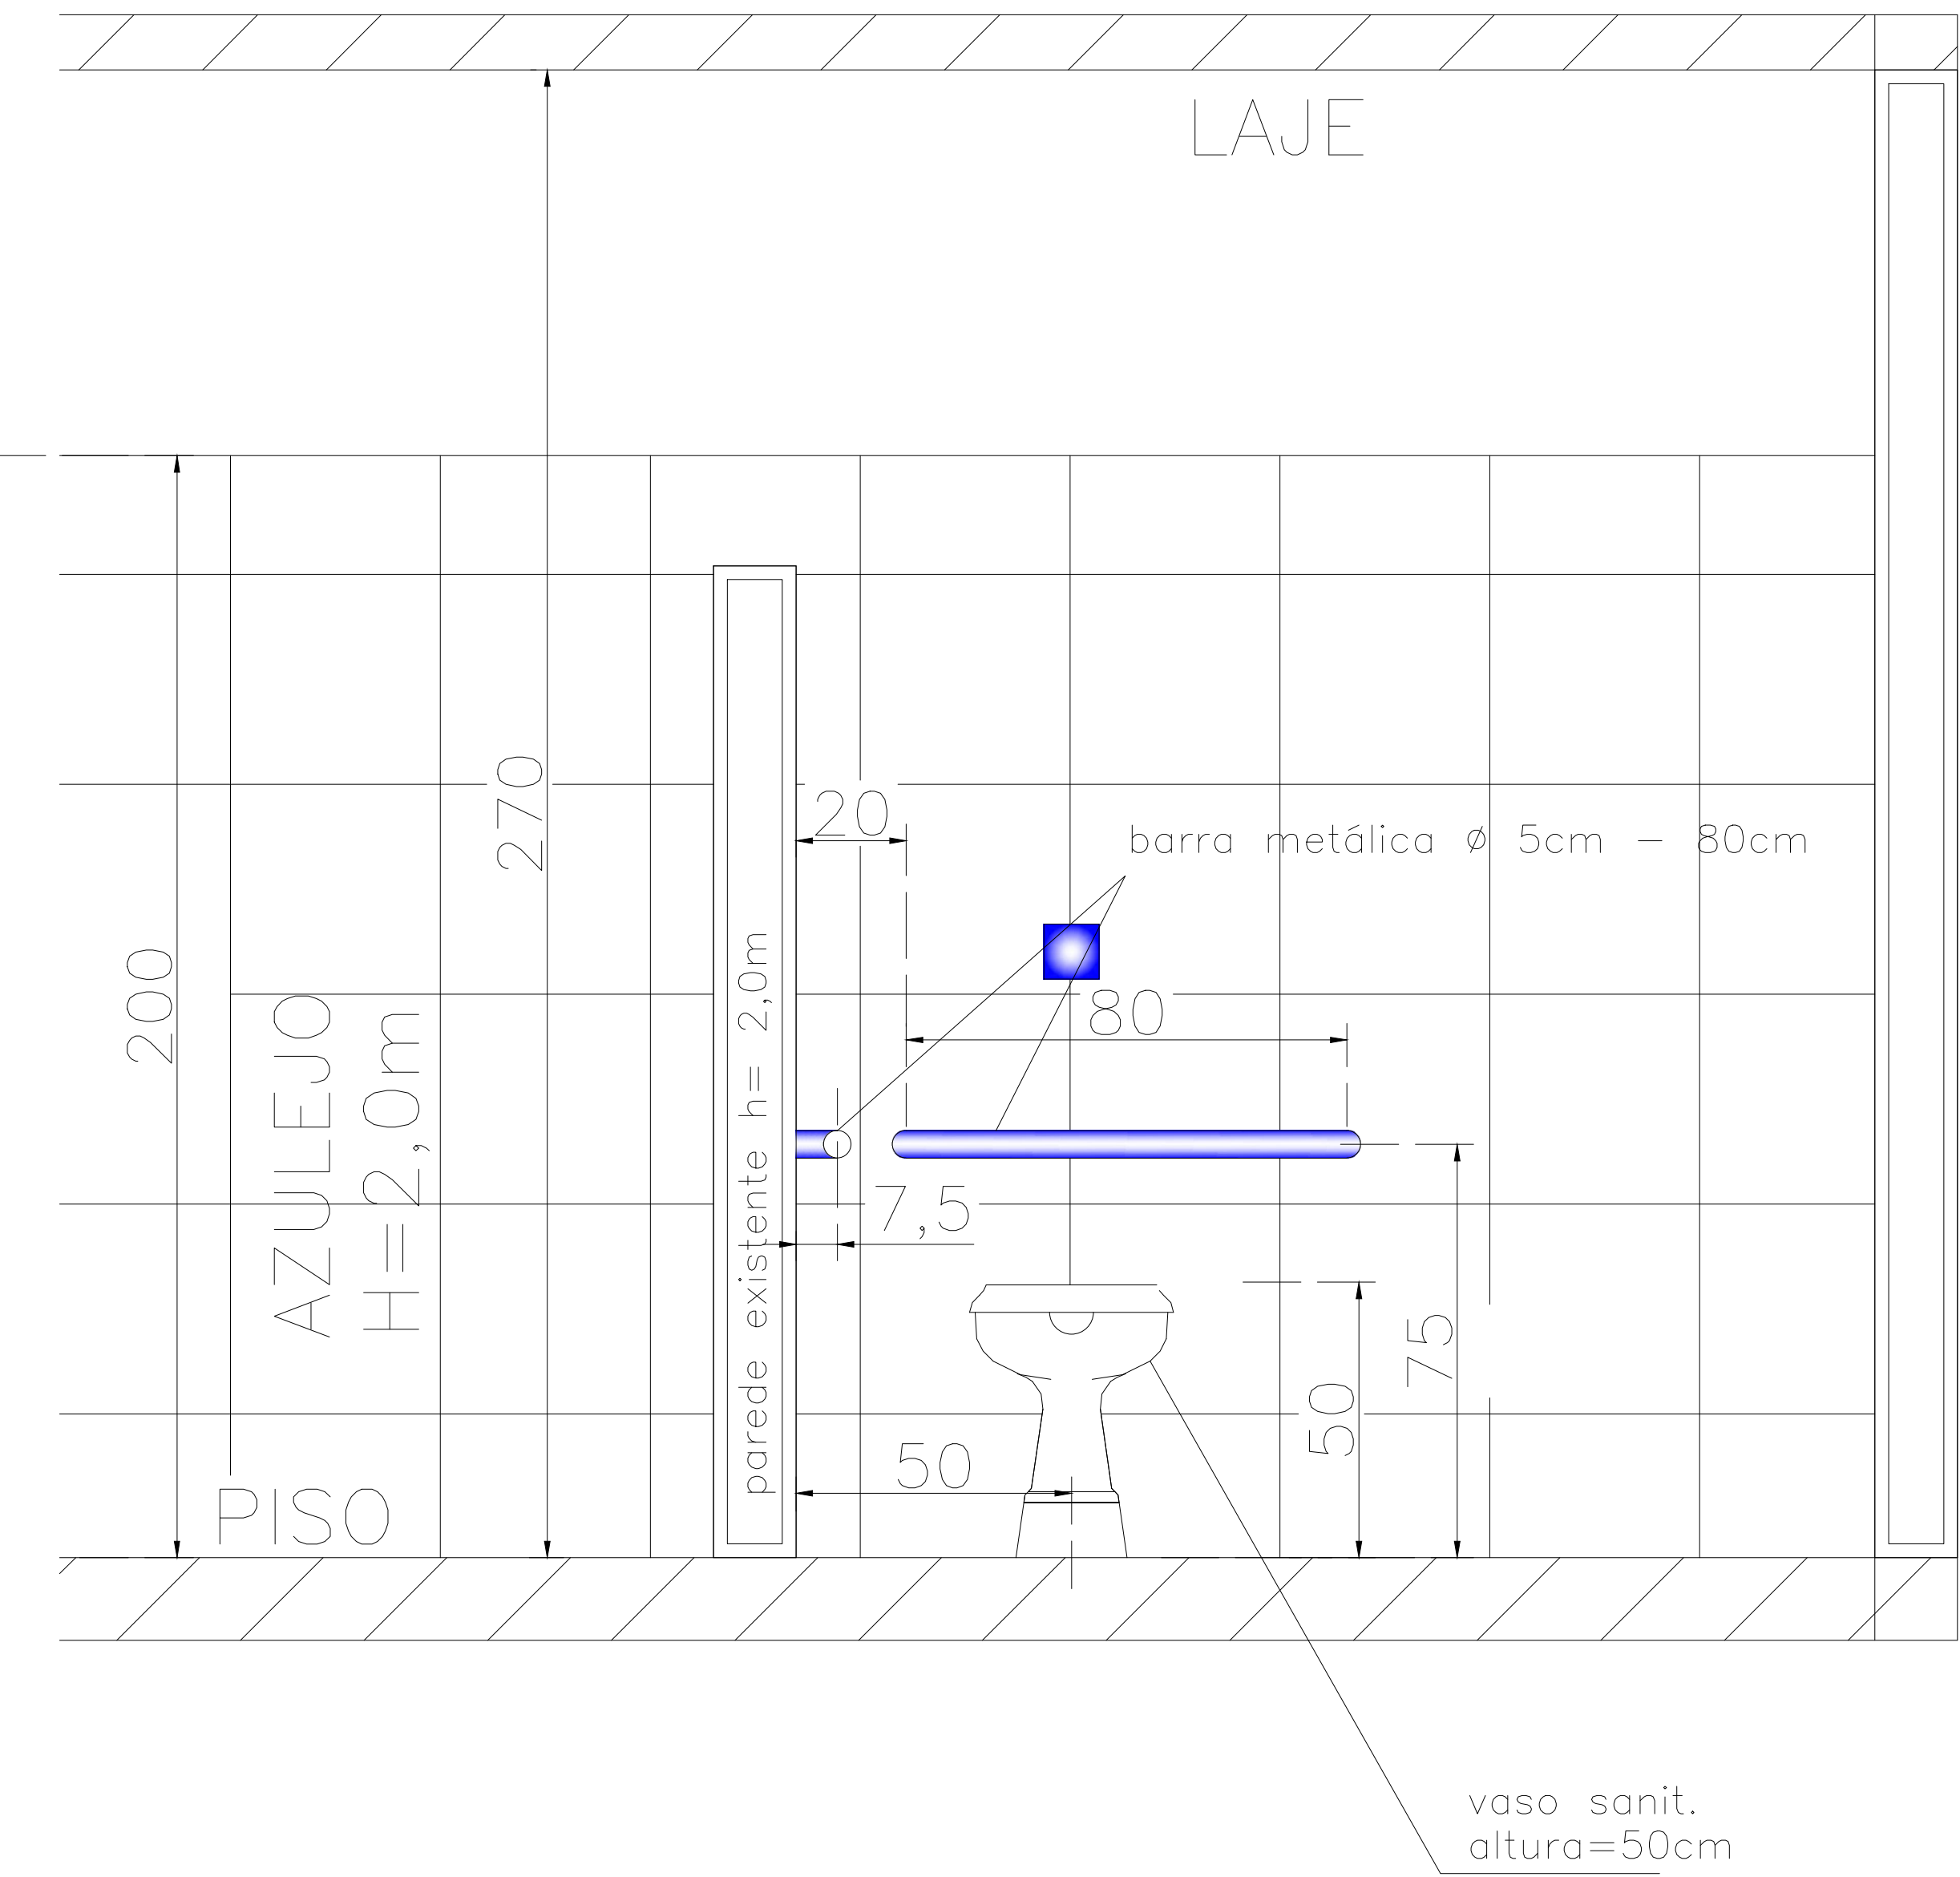 LAJE
270
20
barra metálica ø 5cm - 80cm
200
AZULEJO
H=2,0m
parede existente h= 2,0m
80
7,5
75
50
50
PISO
vaso sanit.
altura=50cm